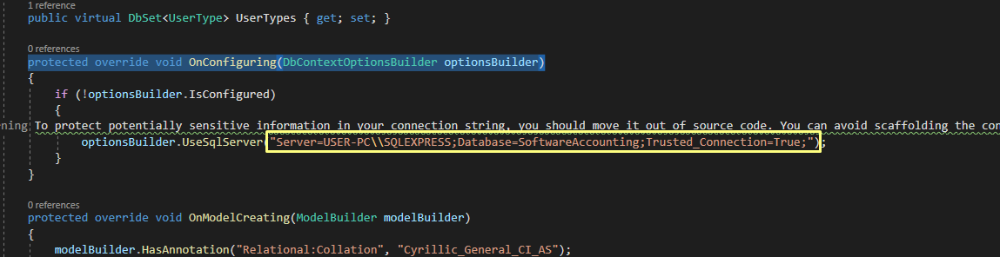 1 reference
public virtual DbSet<UserType> UserTypes { get; set; }
0 references
protected override void OnConfiguring(DbContextOptionsBuilder optionsBuilder)
{
if (!optionsBuilder.IsConfigured)
{
rning To protect potentially sensitive information in your connection string, you should move it out of source code. You can avoid scaffolding the con
optionsBuilder.UseSqlServer("Server=USER-PC\\SQLEXPRESS;Database=SoftwareAccounting;Trusted_Connection=True;");
}
}
0 references
protected override void OnModelCreating(ModelBuilder modelBuilder)
{
modelBuilder.HasAnnotation("Relational:Collation", "Cyrillic_General_CI_AS");